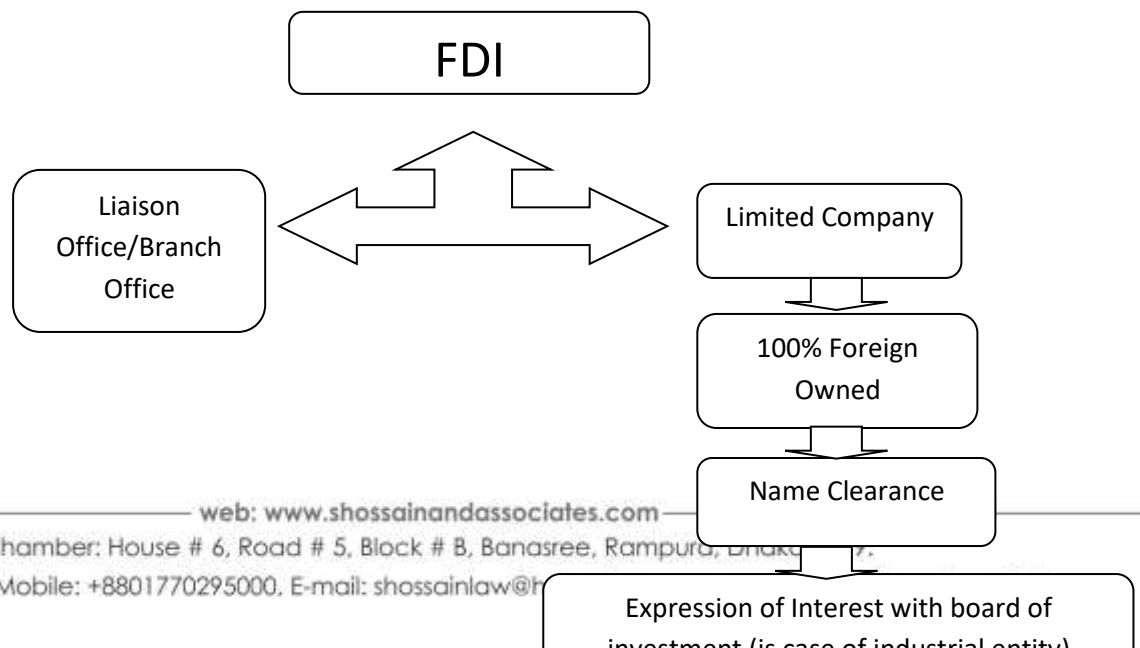 FDI
Liaison
Office/Branch
Office
Limited Company
100% Foreign
Owned
Name Clearance
web: www.shossainandassociates.com
hamber: House # 6, Road # 5, Block # B, Banasree, Rampura,
Mobile: +8801770295000, E-mail: shossainlaw@h
Expression of Interest with board of
investment (is case of industrial entity)